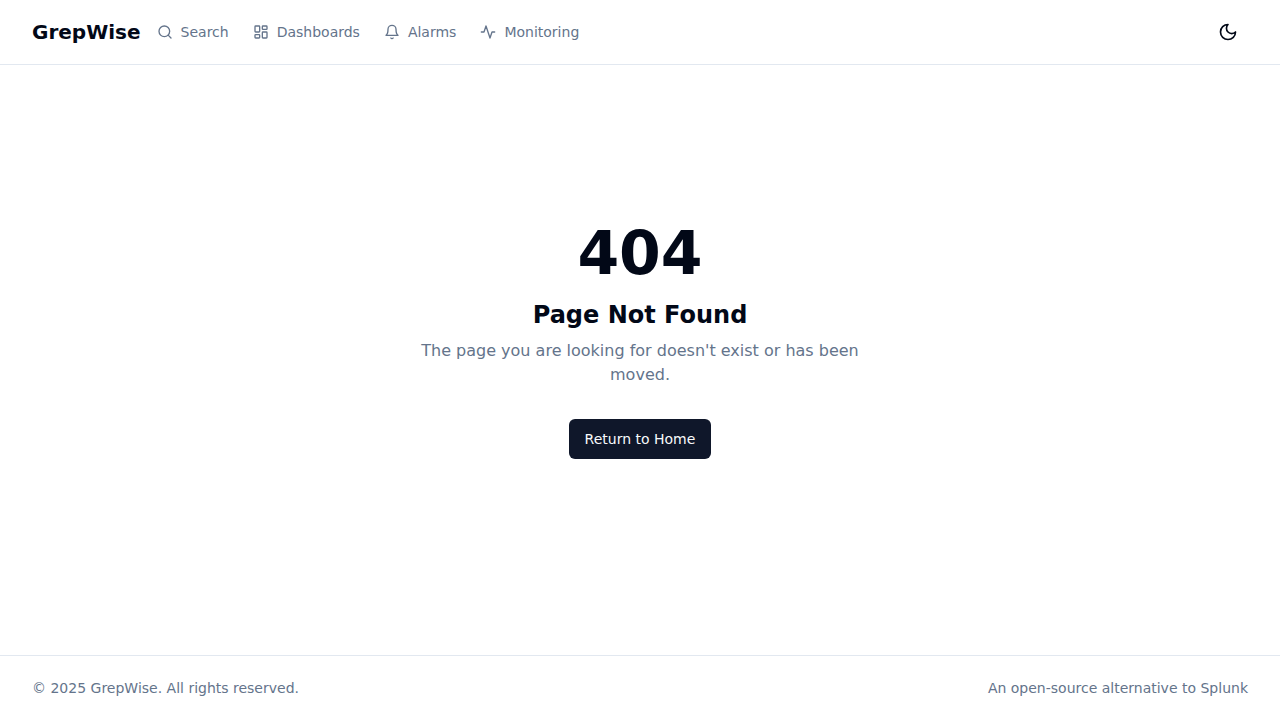 GrepWise Search Dashboards Alarms Monitoring
404
Page Not Found
The page you are looking for doesn't exist or has been
moved.
Return to Home
© 2025 GrepWise. All rights reserved. An open-source alternative to Splunk